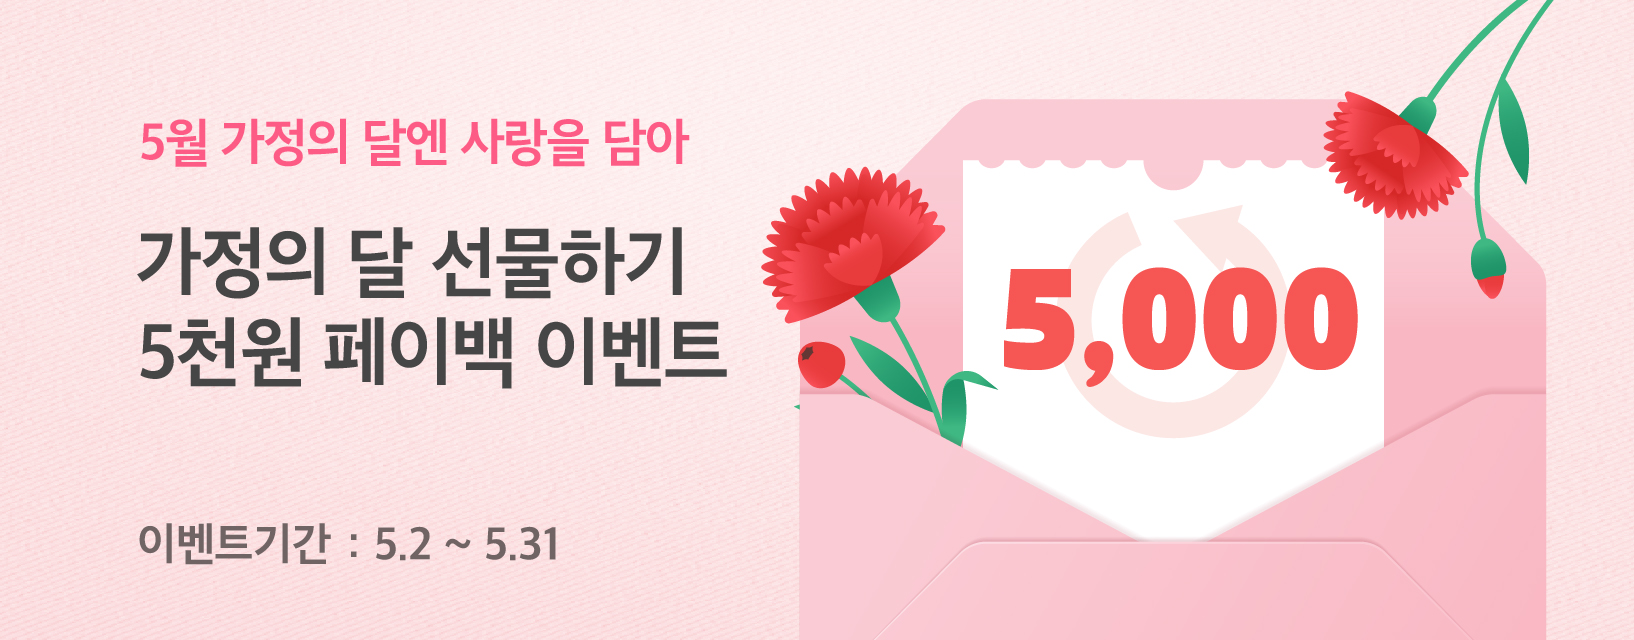 5월 가정의 달엔 사랑을 담아
가정의 달 선물하기
5천원 페이백 이벤트
이벤트기간 : 5.2 ~ 5.31
5,000